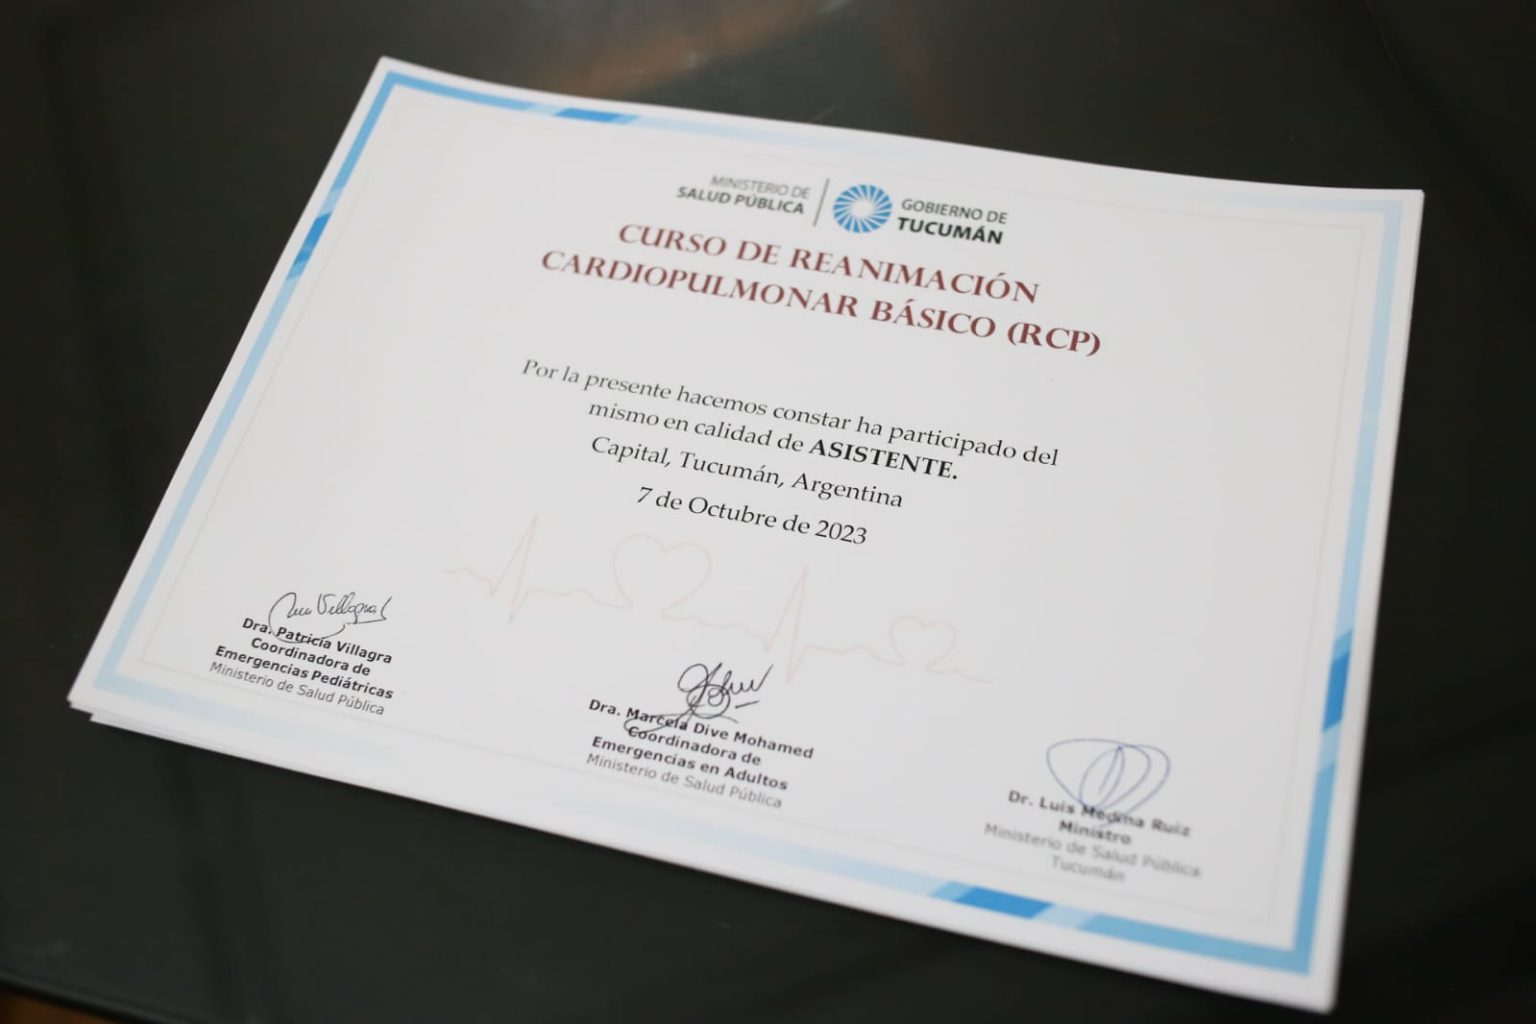 MINISTERIO DE
SALUD PÚBLICA
GOBIERNO DE
TUCUMÁN
CURSO DE REANIMACIÓN
CARDIOPULMONAR BÁSICO (RCP)
Por la presente hacemos constar ha participado del
mismo en calidad de ASISTENTE.
Capital, Tucumán, Argentina
7 de Octubre de 2023
Dra. Patricia Villagra
Coordinadora de
Emergencias Pediátricas
Ministerio de Salud Pública
Dra. Marcela Dive Mohamed
Coordinadora de
Emergencias en Adultos
Ministerio de Salud Pública
Dr. Luis Medina Ruiz
Ministro
Ministerio de Salud Pública
Tucumán